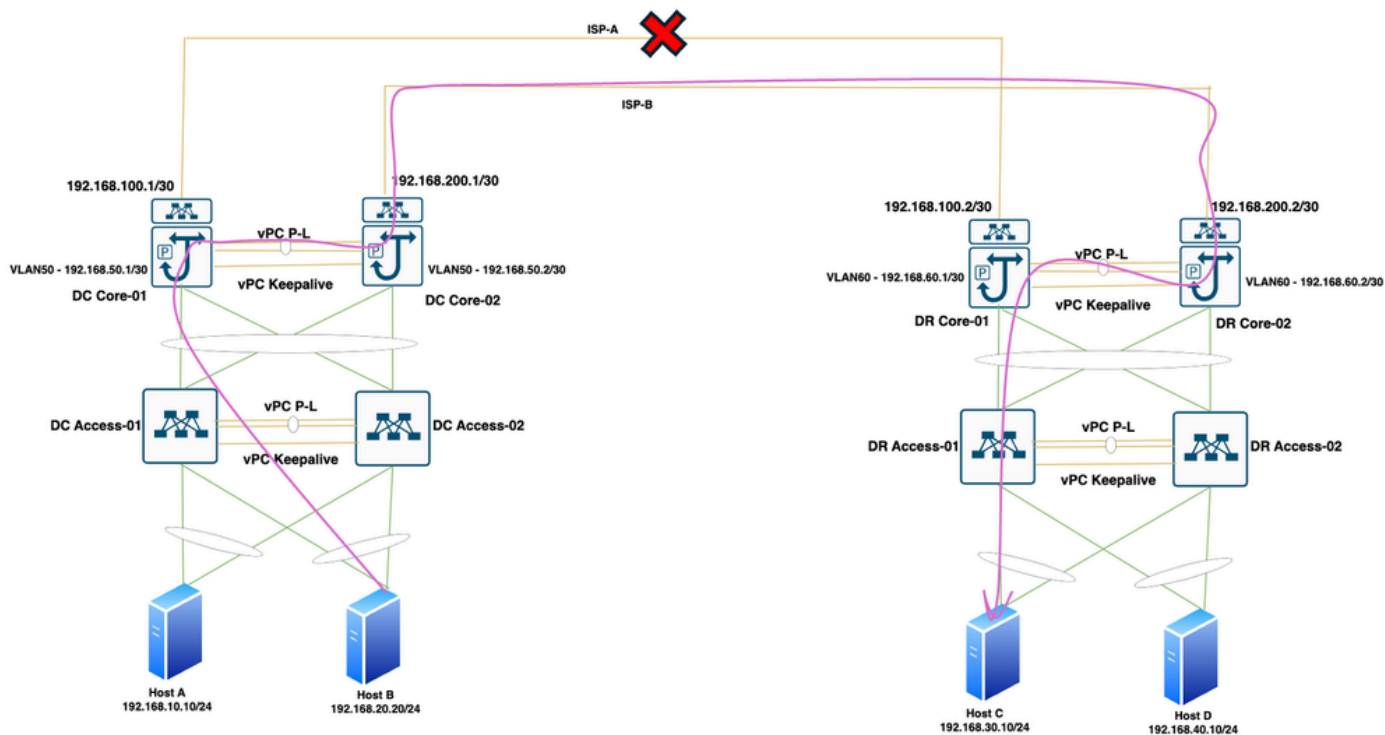 ISP-A
ISP-B
192.168.100.1/30
192.168.200.1/30
192.168.100.2/30
192.168.200.2/30
P
vPC P-L
P
VLAN50 - 192.168.50.1/30
VLAN50 - 192.168.50.2/30
vPC Keepalive
DC Core-01
DC Core-02
P
vPC P-L
P
VLAN60 - 192.168.60.1/30
VLAN60 - 192.168.60.2/30
vPC Keepalive
DR Core-01
DR Core-02
DC Access-01
vPC P-L
DC Access-02
vPC Keepalive
DR Access-01
vPC P-L
DR Access-02
vPC Keepalive
Host A
192.168.10.10/24
Host B
192.168.20.20/24
Host C
192.168.30.10/24
Host D
192.168.40.10/24